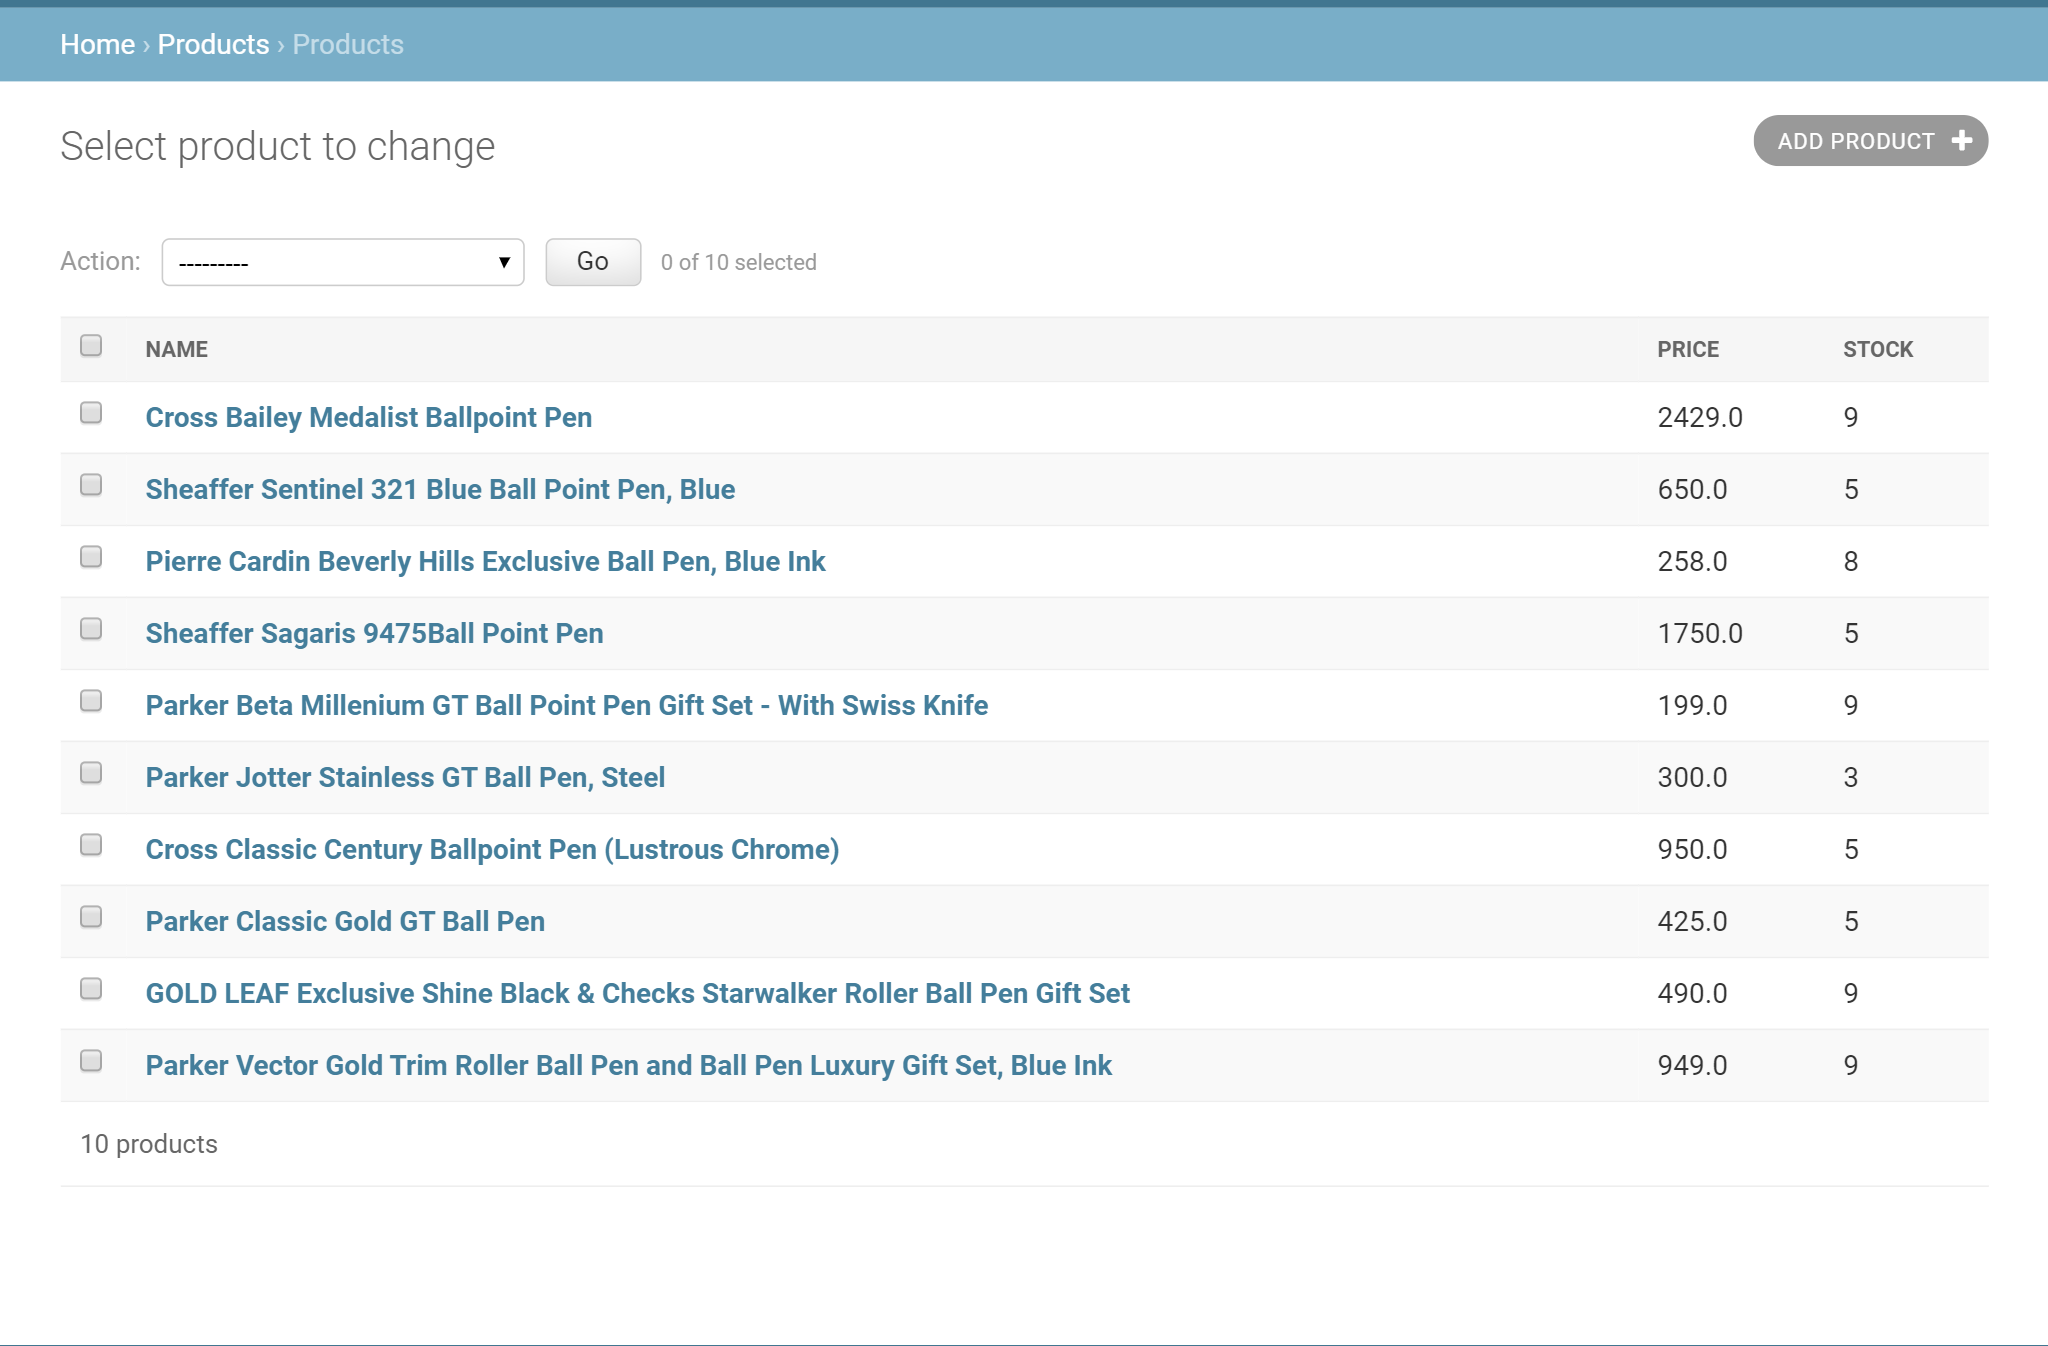 Home › Products › Products
Select product to change
ADD PRODUCT +
Action: --------- Go 0 of 10 selected
NAME PRICE STOCK
Cross Bailey Medalist Ballpoint Pen 2429.0 9
Sheaffer Sentinel 321 Blue Ball Point Pen, Blue 650.0 5
Pierre Cardin Beverly Hills Exclusive Ball Pen, Blue Ink 258.0 8
Sheaffer Sagaris 9475Ball Point Pen 1750.0 5
Parker Beta Millenium GT Ball Point Pen Gift Set - With Swiss Knife 199.0 9
Parker Jotter Stainless GT Ball Pen, Steel 300.0 3
Cross Classic Century Ballpoint Pen (Lustrous Chrome) 950.0 5
Parker Classic Gold GT Ball Pen 425.0 5
GOLD LEAF Exclusive Shine Black & Checks Starwalker Roller Ball Pen Gift Set 490.0 9
Parker Vector Gold Trim Roller Ball Pen and Ball Pen Luxury Gift Set, Blue Ink 949.0 9
10 products